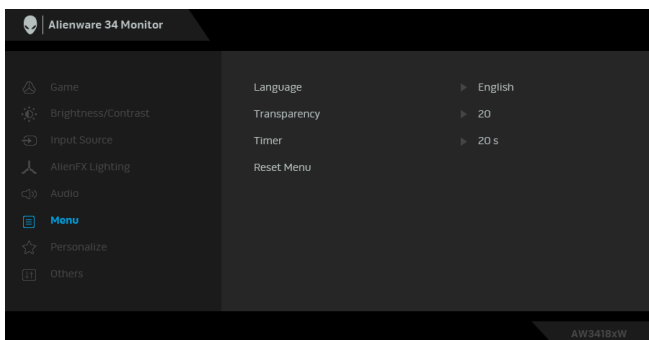 Alienware 34 Monitor
Game
Language English
Brightness/Contrast
Transparency 20
Input Source
Timer 20 s
AlienFX Lighting
Reset Menu
Audio
Menu
Personalize
Others
AW3418xW